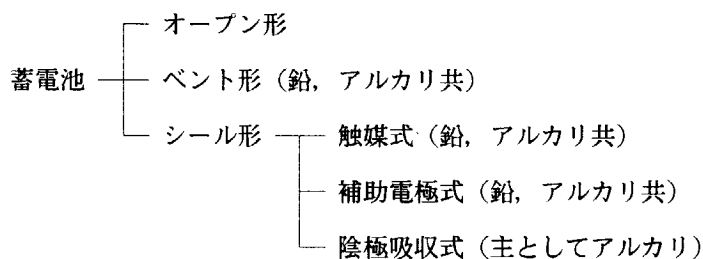 オープン形
蓄電池 ベント形（鉛，アルカリ共）
シール形 触媒式（鉛，アルカリ共）
補助電極式（鉛，アルカリ共）
陰極吸収式（主としてアルカリ）